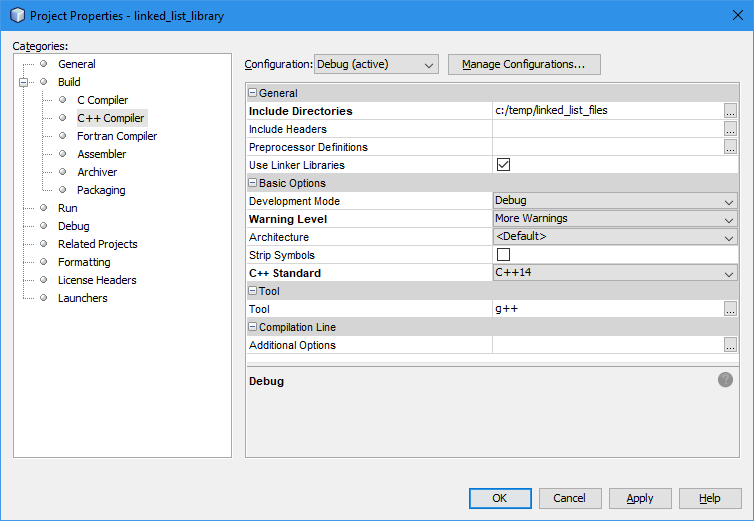 Project Properties - linked_list_library
Categories:
General
Build
C Compiler
C++ Compiler
Fortran Compiler
Assembler
Archiver
Packaging
Run
Debug
Related Projects
Formatting
License Headers
Launchers
Configuration: Debug (active) Manage Configurations...
General
Include Directories c:/temp/linked_list_files ...
Include Headers ...
Preprocessor Definitions ...
Use Linker Libraries
Basic Options
Development Mode Debug
Warning Level More Warnings
Architecture <Default>
Strip Symbols
C++ Standard C++14
Tool
Tool g++ ...
Compilation Line
Additional Options ...
Debug ?
OK Cancel Apply Help